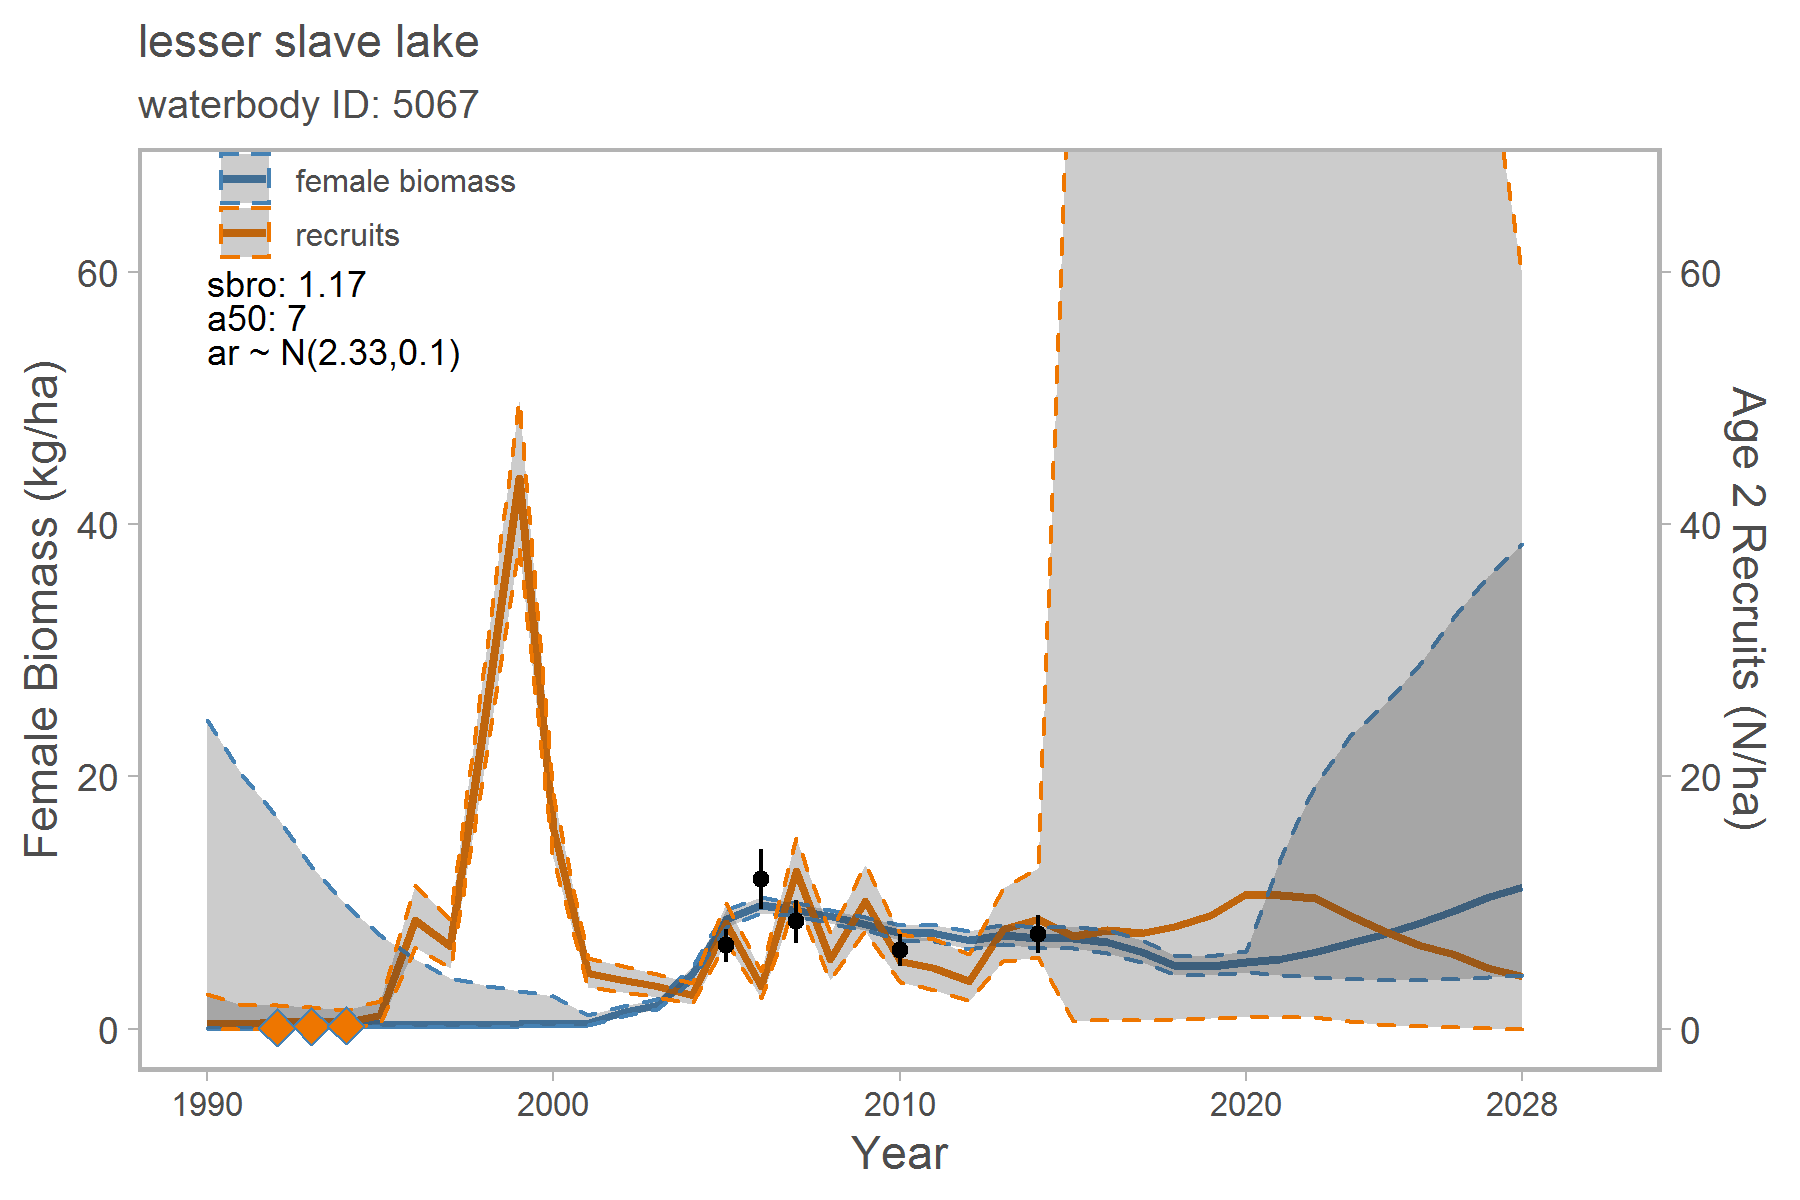 lesser slave lake
waterbody ID: 5067
female biomass
recruits
sbro: 1.17
a50: 7
ar ~ N(2.33,0.1)
Female Biomass (kg/ha)
60
40
20
0
60
40
20
0
Age 2 Recruits (N/ha)
1990 2000 2010 2020 2028
Year